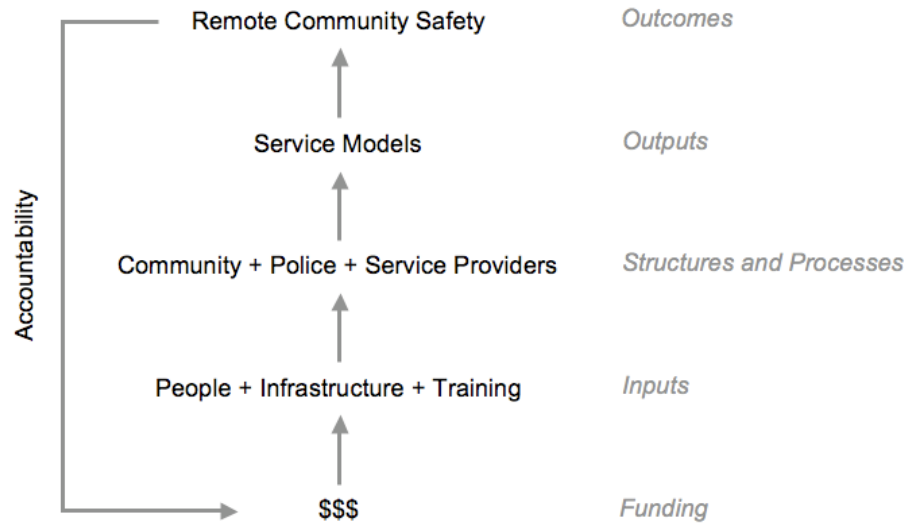 Remote Community Safety
Outcomes
Service Models
Outputs
Accountability
Community + Police + Service Providers
Structures and Processes
People + Infrastructure + Training
Inputs
$$$
Funding